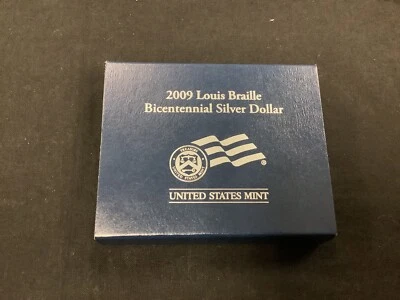 2009 Louis Braille
Bicentennial Silver Dollar
UNITED STATES MINT